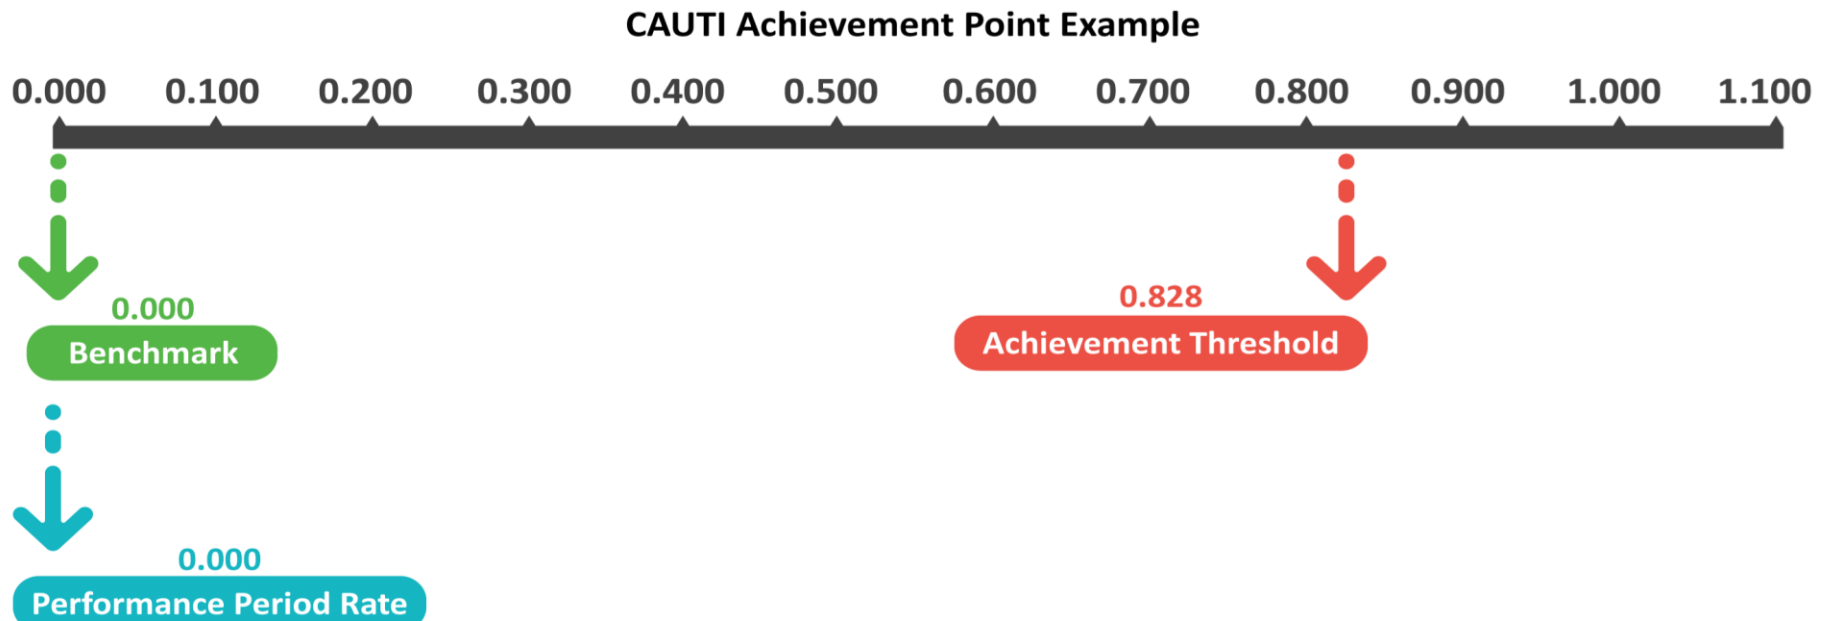 CAUTI Achievement Point Example
0.000 0.100 0.200 0.300 0.400 0.500 0.600 0.700 0.800 0.900 1.000 1.100
0.000
Benchmark
0.828
Achievement Threshold
0.000
Performance Period Rate